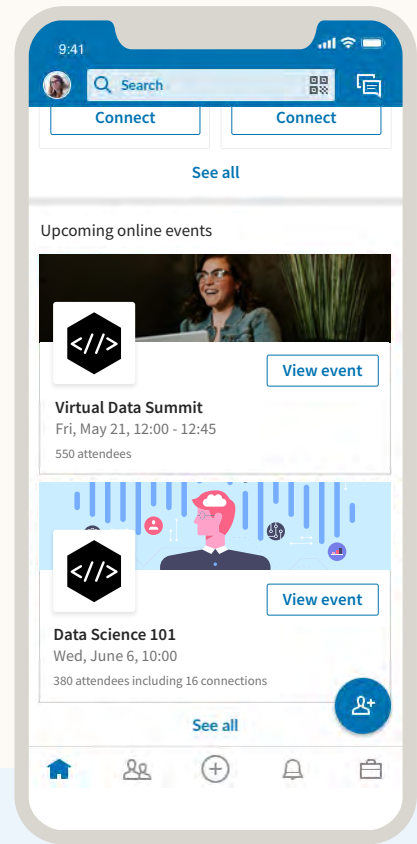 9:41
Search
Connect
Connect
See all
Upcoming online events
</>
View event
Virtual Data Summit
Fri, May 21, 12:00 - 12:45
550 attendees
</>
View event
Data Science 101
Wed, June 6, 10:00
380 attendees including 16 connections
See all